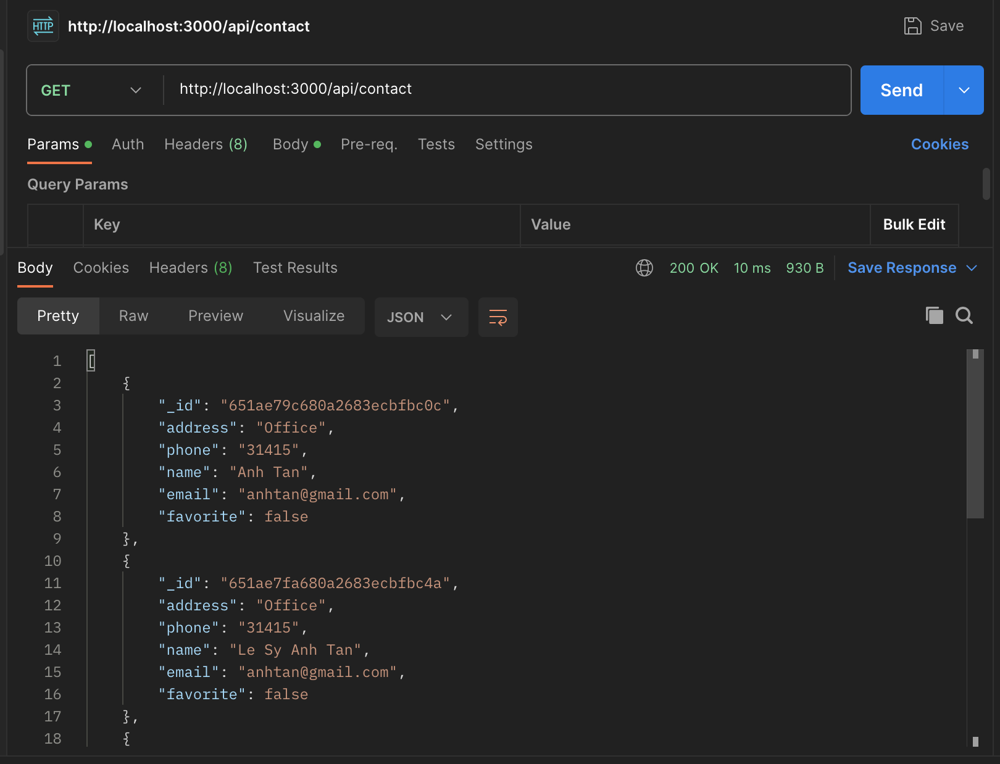 HTTP http://localhost:3000/api/contact Save
GET http://localhost:3000/api/contact Send
Params Auth Headers (8) Body Pre-req. Tests Settings Cookies
Query Params
Key Value Bulk Edit
Body Cookies Headers (8) Test Results 200 OK 10 ms 930 B Save Response
Pretty Raw Preview Visualize JSON
1 [
2 {
3 "_id": "651ae79c680a2683ecbfbc0c",
4 "address": "Office",
5 "phone": "31415",
6 "name": "Anh Tan",
7 "email": "anhtan@gmail.com",
8 "favorite": false
9 },
10 {
11 "_id": "651ae7fa680a2683ecbfbc4a",
12 "address": "Office",
13 "phone": "31415",
14 "name": "Le Sy Anh Tan",
15 "email": "anhtan@gmail.com",
16 "favorite": false
17 },
18 {